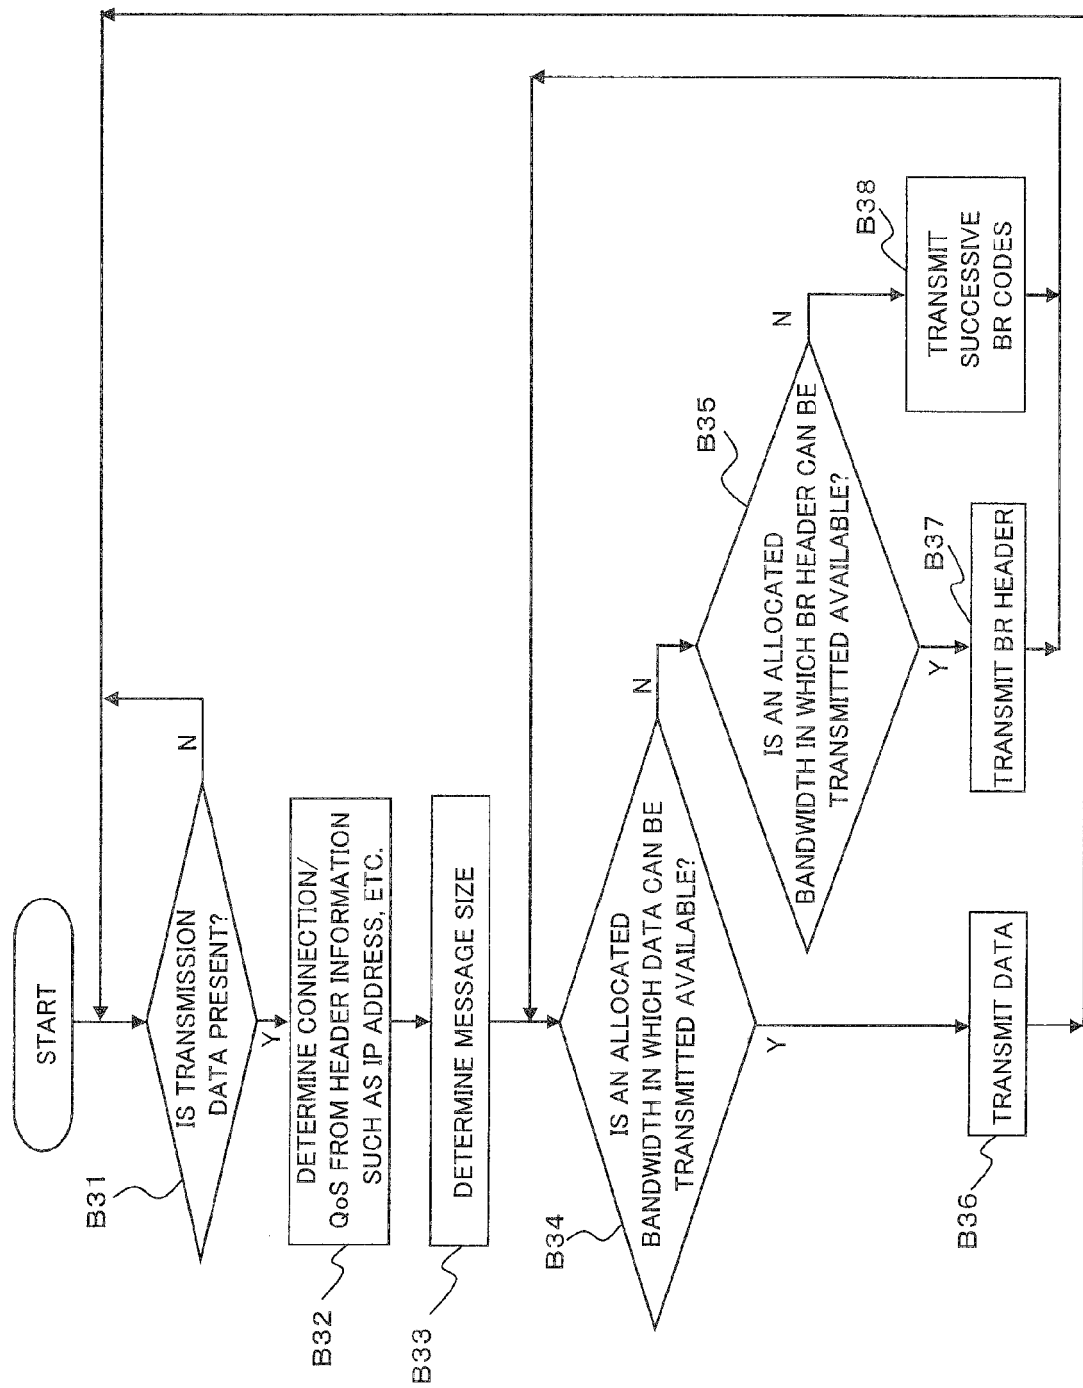 START
B31
IS TRANSMISSION
DATA PRESENT?
N
Y
B32
DETERMINE CONNECTION/
QoS FROM HEADER INFORMATION
SUCH AS IP ADDRESS, ETC.
B33
DETERMINE MESSAGE SIZE
B34
IS AN ALLOCATED
BANDWIDTH IN WHICH DATA CAN BE
TRANSMITTED AVAILABLE?
N
Y
B35
IS AN ALLOCATED
BANDWIDTH IN WHICH BR HEADER CAN BE
TRANSMITTED AVAILABLE?
N
Y
B36
TRANSMIT DATA
B37
TRANSMIT BR HEADER
B38
TRANSMIT
SUCCESSIVE
BR CODES